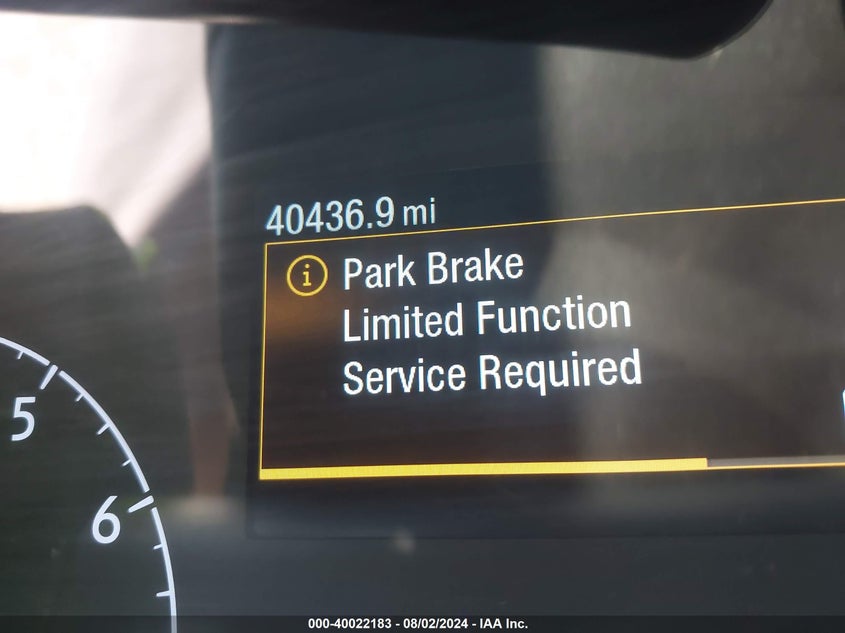 40436.9 mi
Park Brake
Limited Function
Service Required
5
6
000-40022183 - 08/02/2024 - IAA Inc.